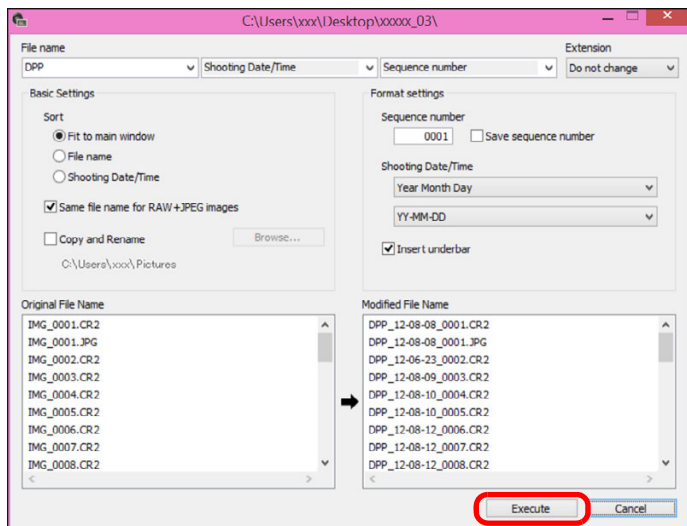 C:\Users\xxx\Desktop\xxxxx_03\
File name
Extension
DPP
Shooting Date/Time
Sequence number
Do not change
Basic Settings
Sort
Fit to main window
File name
Shooting Date/Time
Same file name for RAW+JPEG images
Copy and Rename
Browse...
C:\Users\xxx\Pictures
Format settings
Sequence number
0001
Save sequence number
Shooting Date/Time
Year Month Day
YY-MM-DD
Insert underbar
Original File Name
IMG_0001.CR2
IMG_0001.JPG
IMG_0002.CR2
IMG_0003.CR2
IMG_0004.CR2
IMG_0005.CR2
IMG_0006.CR2
IMG_0007.CR2
IMG_0008.CR2
Modified File Name
DPP_12-08-08_0001.CR2
DPP_12-08-08_0001.JPG
DPP_12-06-23_0002.CR2
DPP_12-08-09_0003.CR2
DPP_12-08-10_0004.CR2
DPP_12-08-10_0005.CR2
DPP_12-08-12_0006.CR2
DPP_12-08-12_0007.CR2
DPP_12-08-12_0008.CR2
Execute
Cancel